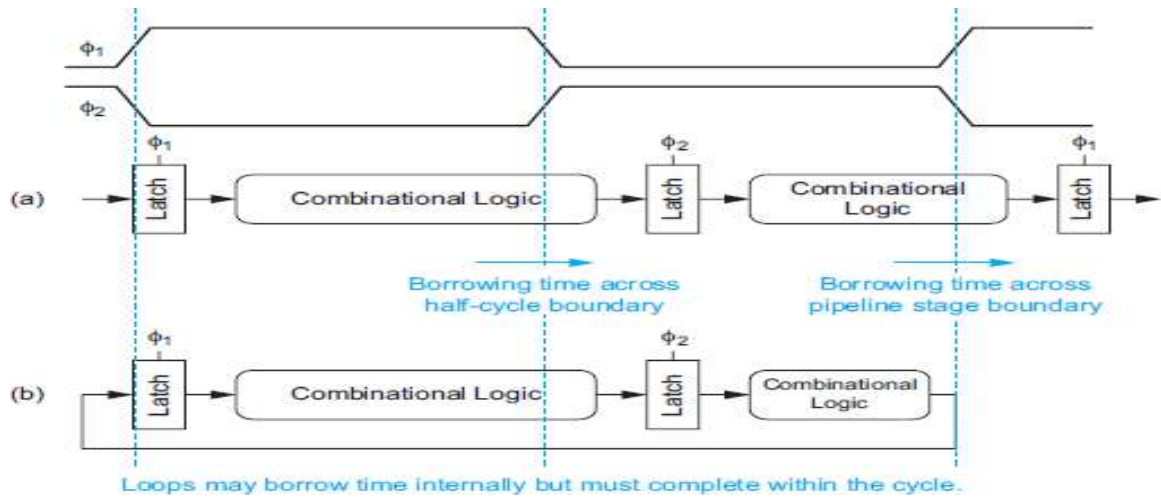 ϕ1
ϕ2
ϕ1 ϕ2 ϕ1
(a) Latch Combinational Logic Latch Combinational Logic Latch
Borrowing time across half-cycle boundary
Borrowing time across pipeline stage boundary
ϕ1 ϕ2
(b) Latch Combinational Logic Latch Combinational Logic
Loops may borrow time internally but must complete within the cycle.